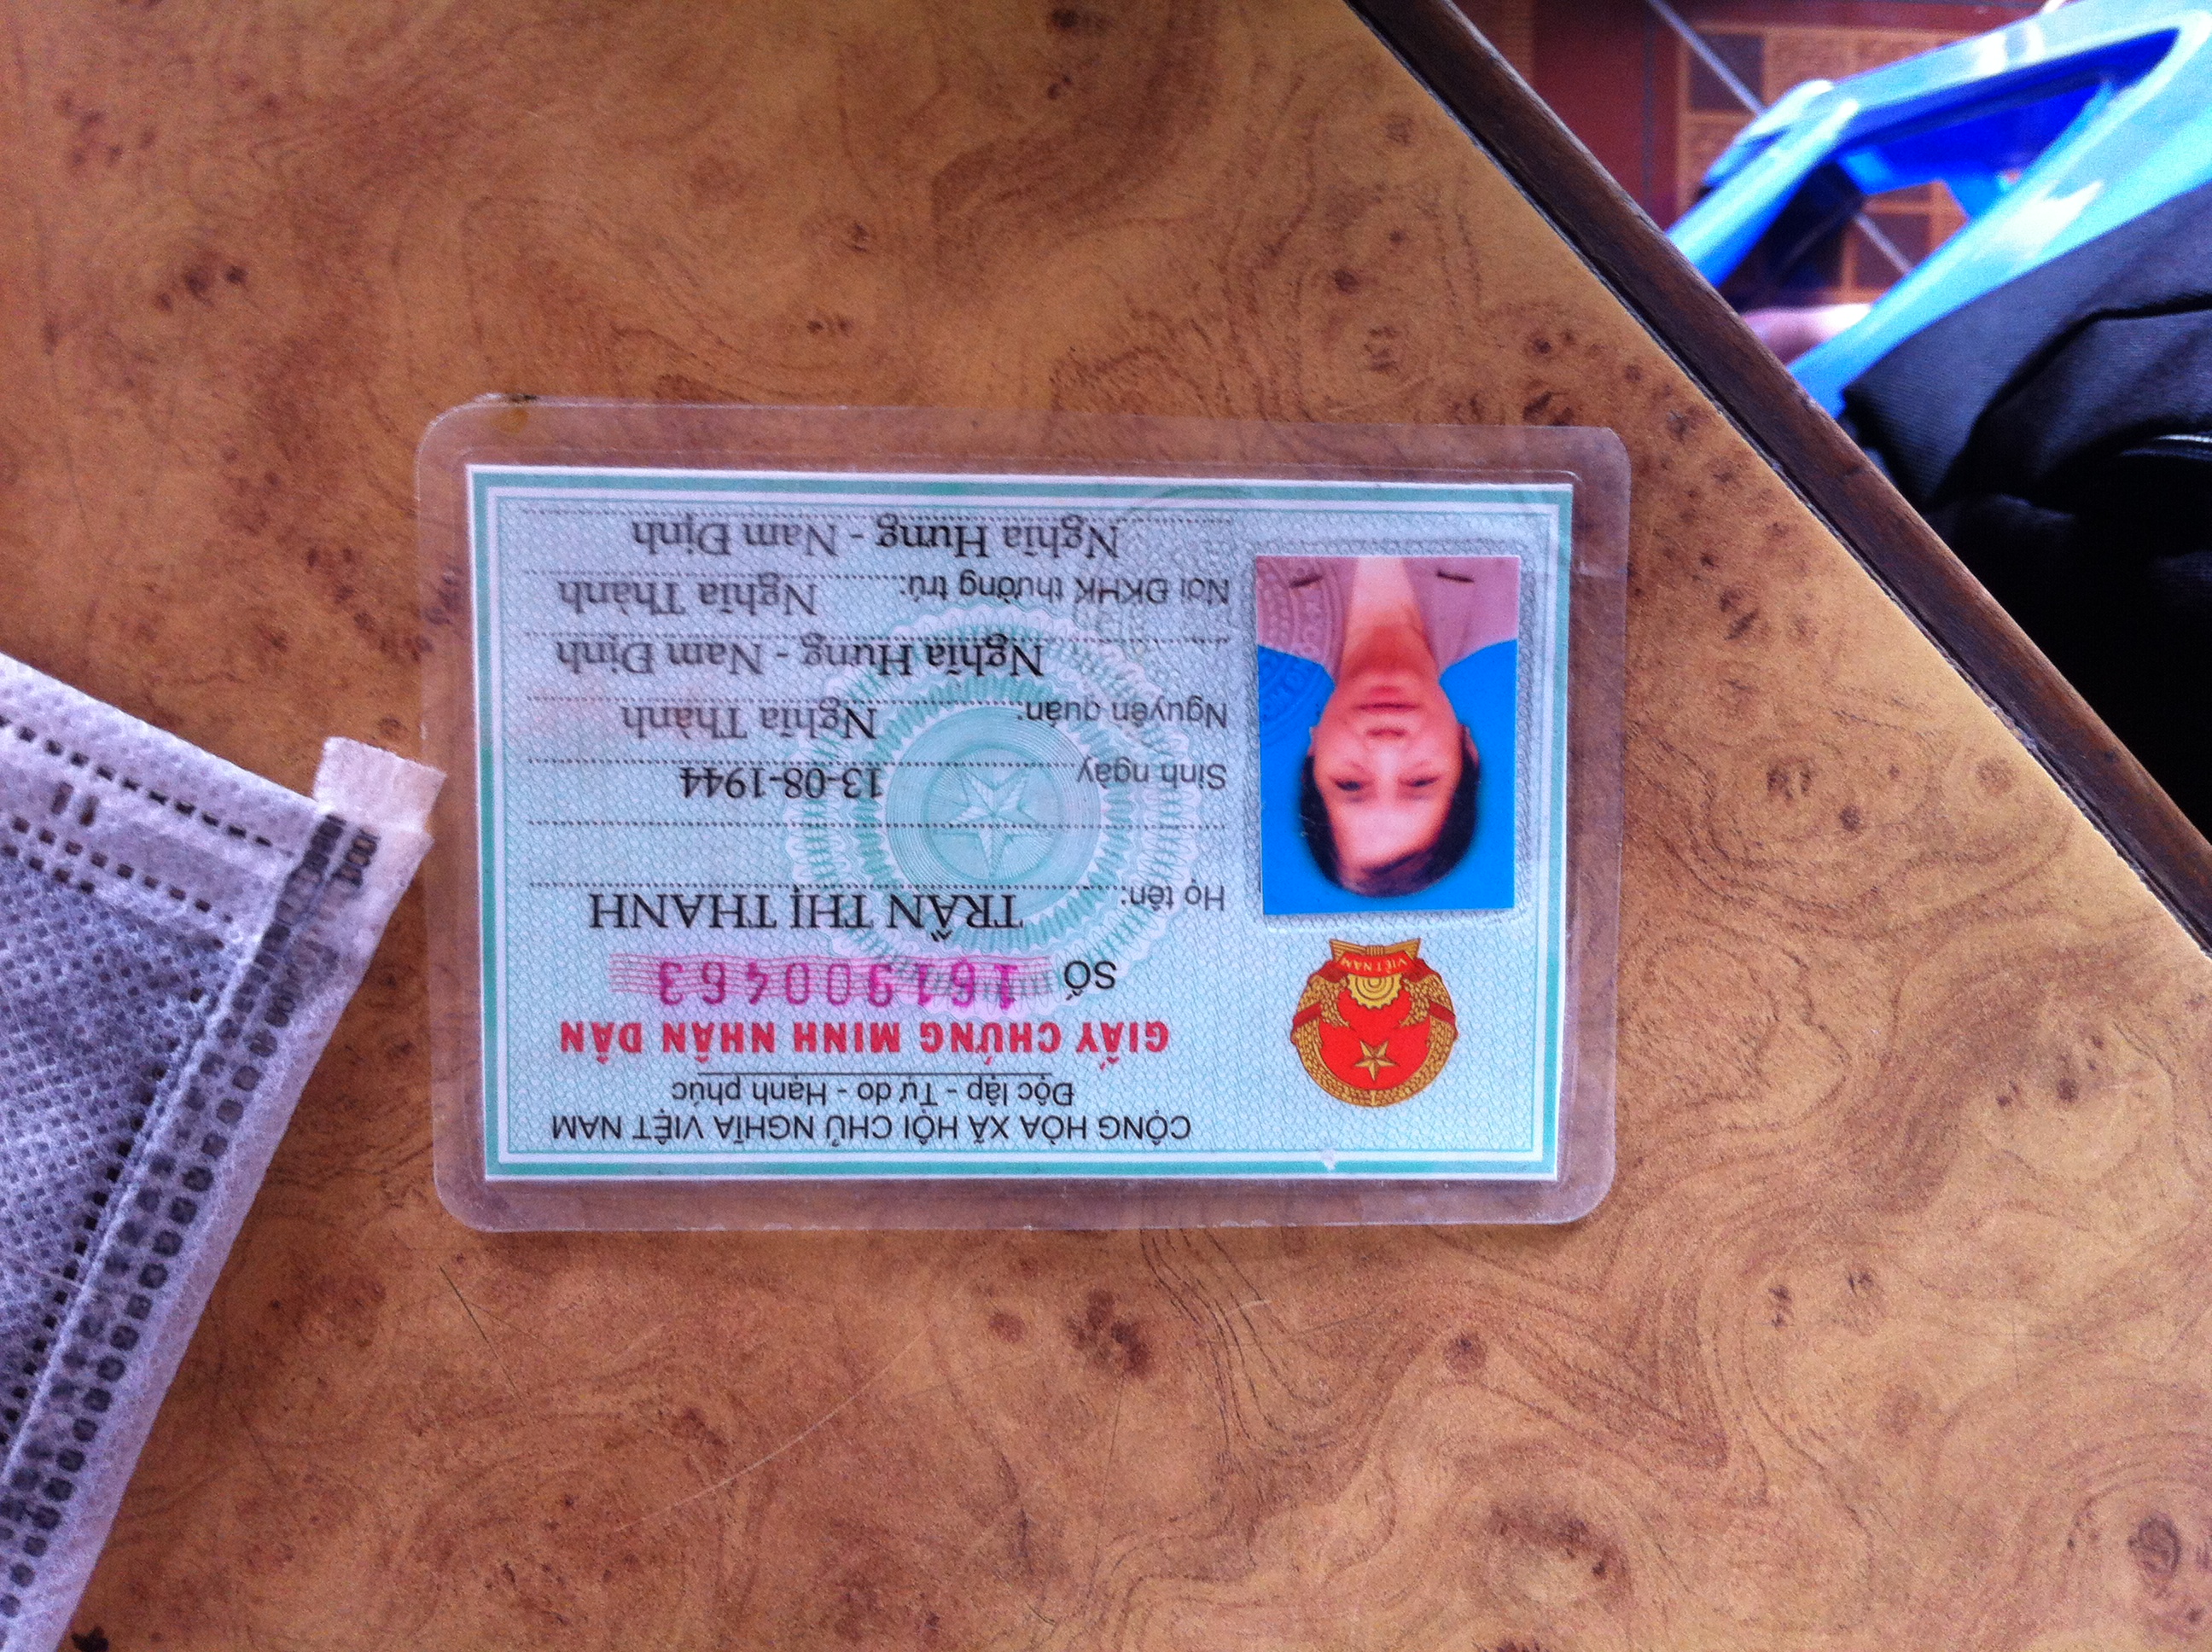 CỘNG HÒA XÃ HỘI CHỦ NGHĨA VIỆT NAM
Độc lập - Tự do - Hạnh phúc
GIẤY CHỨNG MINH NHÂN DÂN
SỐ 161900463
Họ tên: TRẦN THỊ THANH
Sinh ngày 13-08-1944
Nguyên quán: Nghĩa Thành
Nghĩa Hưng - Nam Định
Nơi ĐKHK thường trú: Nghĩa Thành
Nghĩa Hưng - Nam Định
VIỆT NAM